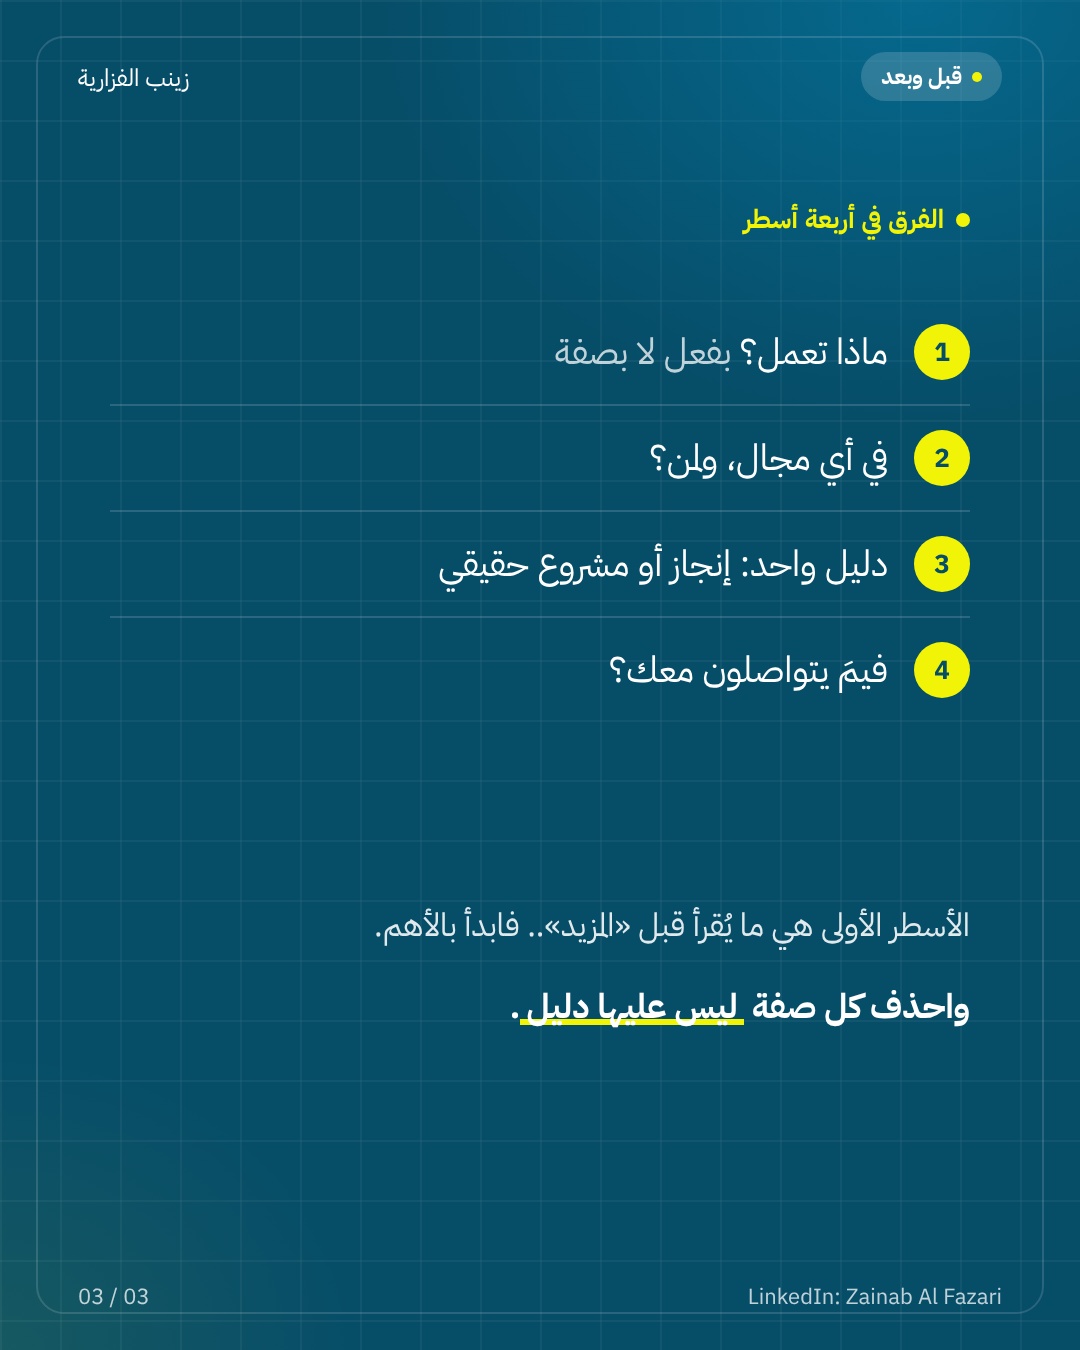 قبل وبعد
زينب الفزارية
الفرق في أربعة أسطر
1 ماذا تعمل؟ بفعل لا بصفة
2 في أي مجال، ولمن؟
3 دليل واحد: إنجاز أو مشروع حقيقي
4 فيمَ يتواصلون معك؟
الأسطر الأولى هي ما يُقرأ قبل «المزيد».. فابدأ بالأهم.
واحذف كل صفة ليس عليها دليل.
LinkedIn: Zainab Al Fazari
03 / 03